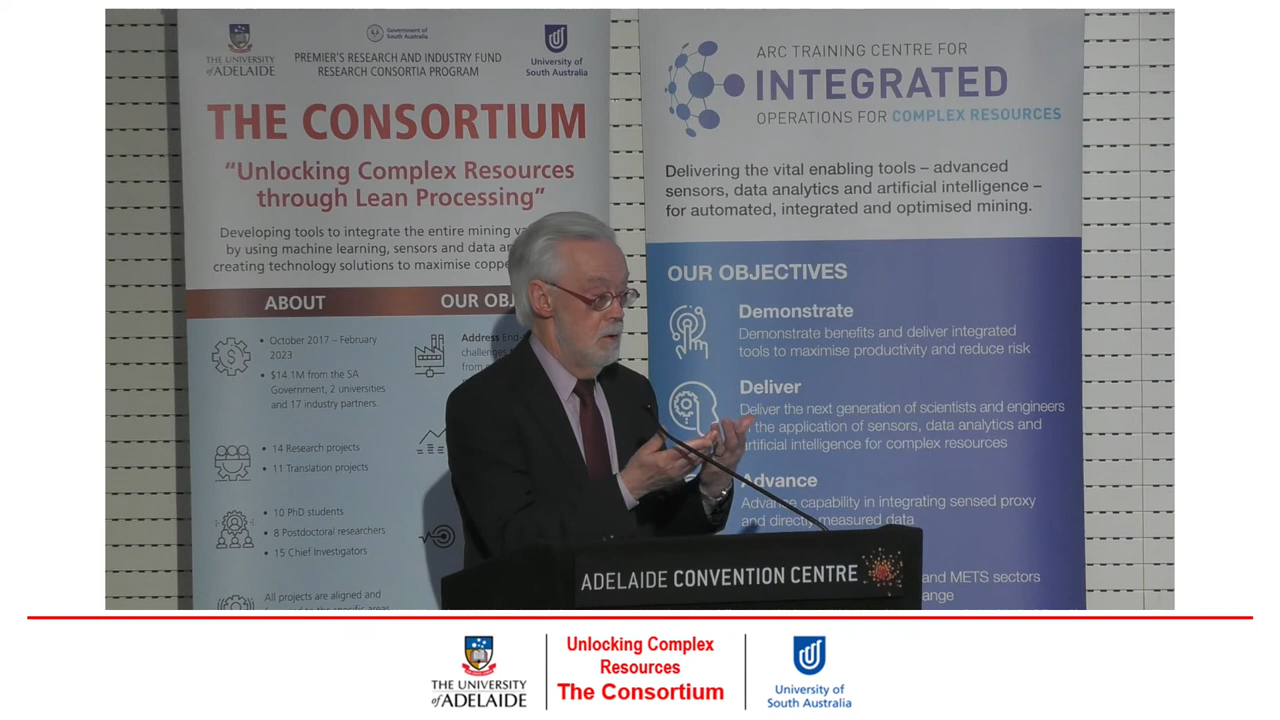 THE UNIVERSITY
of ADELAIDE
Government of
South Australia
PREMIER'S RESEARCH AND INDUSTRY FUND
RESEARCH CONSORTIA PROGRAM
University of
South Australia
THE CONSORTIUM
“Unlocking Complex Resources
through Lean Processing”
Developing tools to integrate the entire mining
by using machine learning, sensors and data
creating technology solutions to maximise
ABOUT
• October 2017 – February
2023
• $14.1M from the SA
Government, 2 universities
and 17 industry partners.
• 14 Research projects
• 11 Translation projects
• 10 PhD students
• 8 Postdoctoral researchers
• 15 Chief Investigators
All projects are aligned and
OUR
Address
challenges
from
ARC TRAINING CENTRE FOR
INTEGRATED
OPERATIONS FOR COMPLEX RESOURCES
Delivering the vital enabling tools – advanced
sensors, data analytics and artificial intelligence –
for automated, integrated and optimised mining.
OUR OBJECTIVES
Demonstrate
Demonstrate benefits and deliver integrated
tools to maximise productivity and reduce risk
Deliver
Deliver the next generation of scientists and engineers
the application of sensors, data analytics and
artificial intelligence for complex resources
Advance
Advance capability in integrating sensed proxy
and directly measured data
and METS sectors
ADELAIDE CONVENTION CENTRE
THE UNIVERSITY
of ADELAIDE
Unlocking Complex
Resources
The Consortium
University of
South Australia